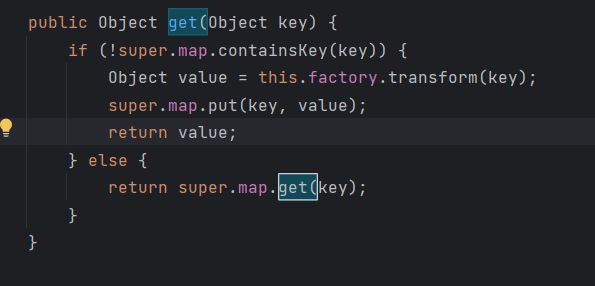 public Object get(Object key) {
if (!super.map.containsKey(key)) {
Object value = this.factory.transform(key);
super.map.put(key, value);
return value;
} else {
return super.map.get(key);
}
}